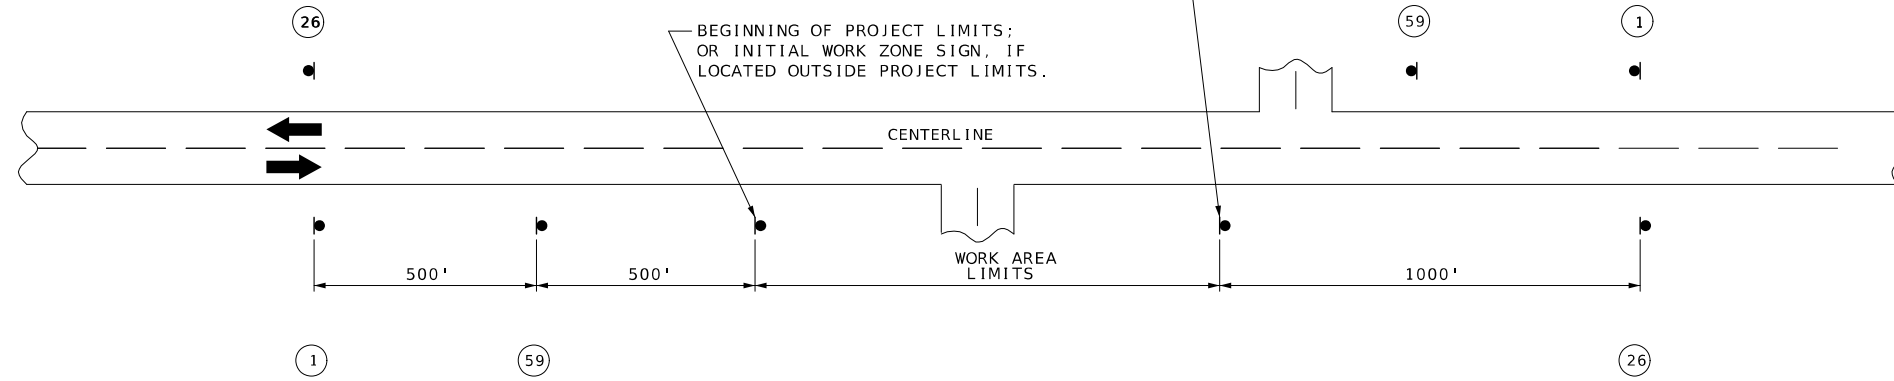 26
59
1
BEGINNING OF PROJECT LIMITS;
OR INITIAL WORK ZONE SIGN, IF
LOCATED OUTSIDE PROJECT LIMITS.
CENTERLINE
WORK AREA
LIMITS
500'
500'
1000'
1
59
26